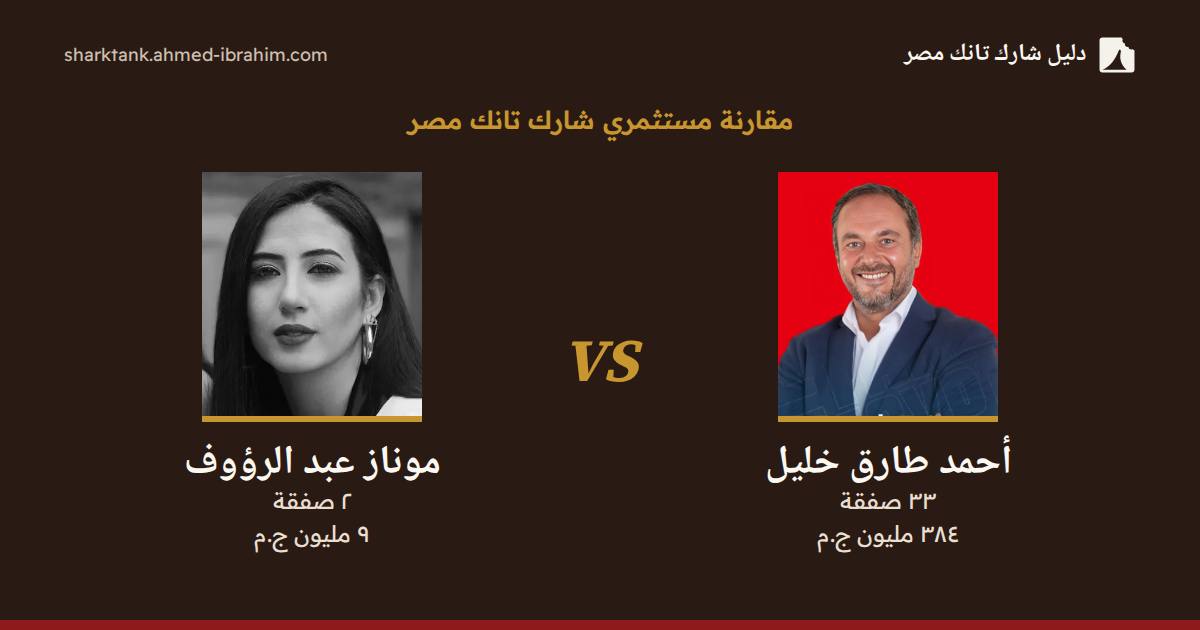 دليل شارك تانك مصر
sharktank.ahmed-ibrahim.com
مقارنة مستثمري شارك تانك مصر
أحمد طارق خليل
٣٣ صفقة
٣٨٤ مليون ج.م
VS
موناز عبد الرؤوف
٢ صفقة
٩ مليون ج.م